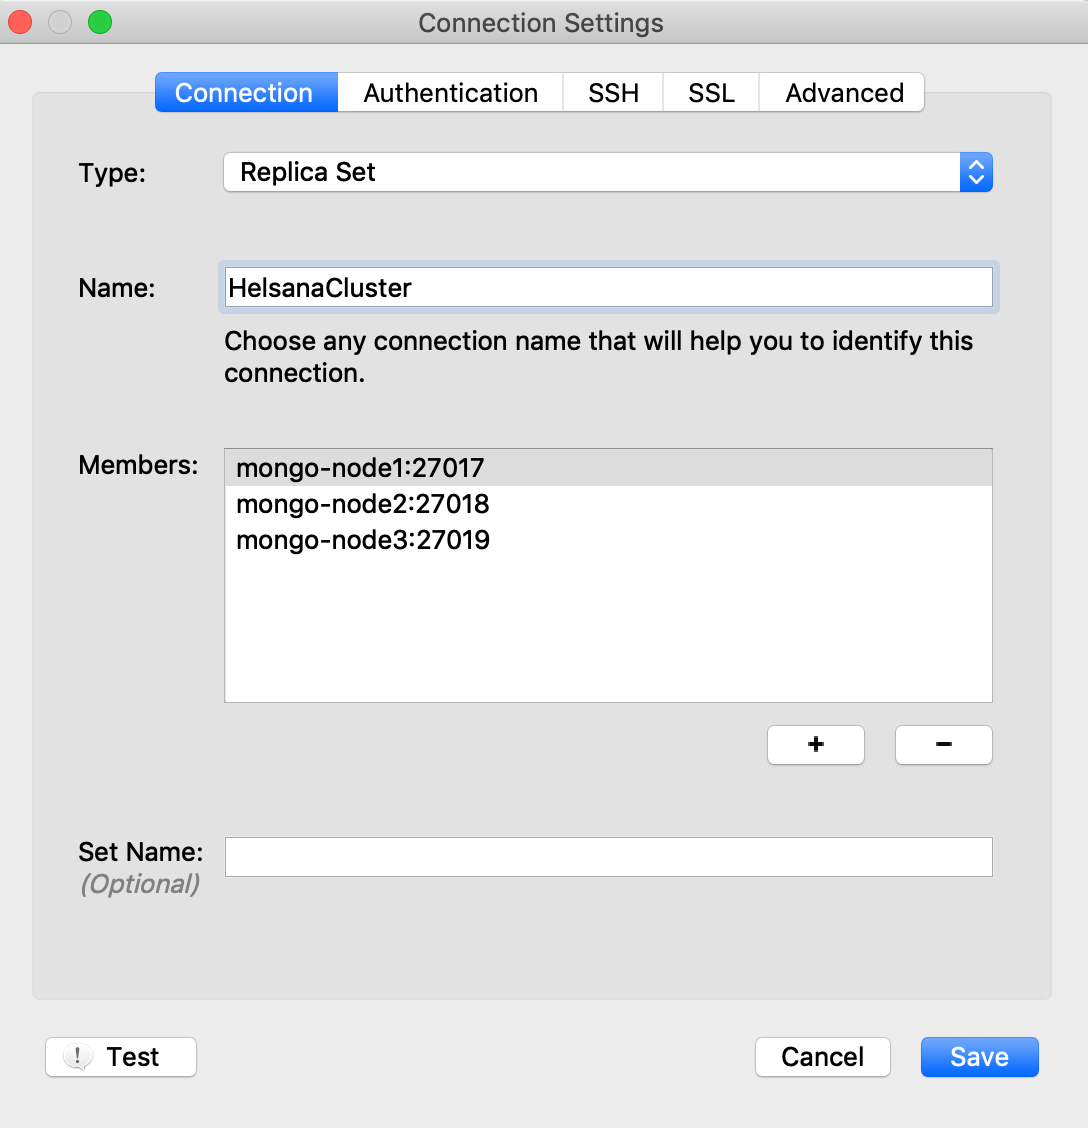 Connection Settings
Connection Authentication SSH SSL Advanced
Type: Replica Set
Name: HelsanaCluster
Choose any connection name that will help you to identify this
connection.
Members: mongo-node1:27017
mongo-node2:27018
mongo-node3:27019
+ −
Set Name:
(Optional)
! Test Cancel Save